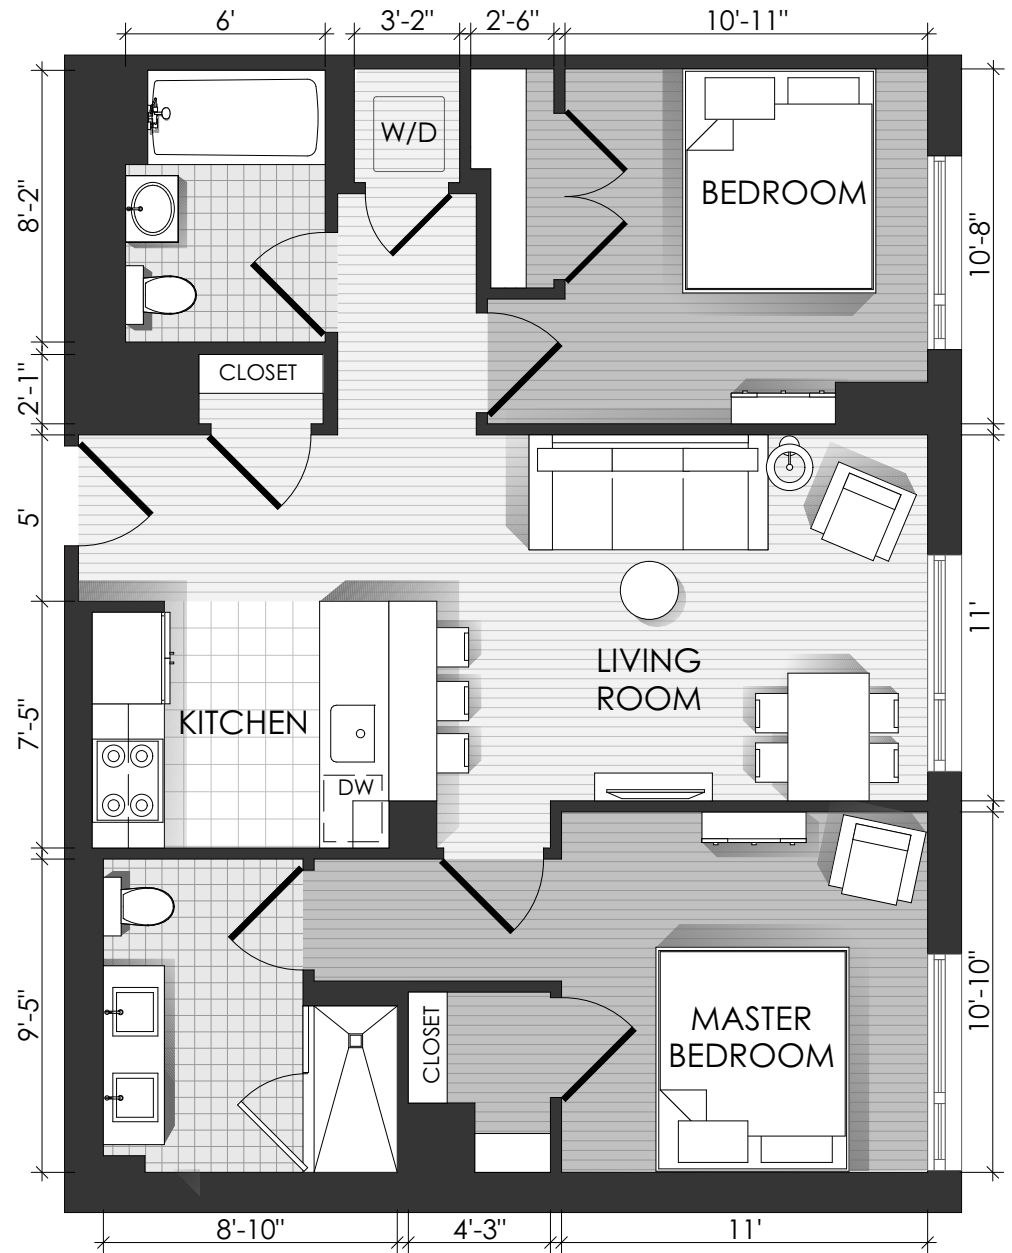 6'
3'-2"
2'-6"
10'-11"
W/D
BEDROOM
8'-2"
10'-8"
CLOSET
2'-1"
5'
11'
LIVING
ROOM
KITCHEN
7'-5"
DW
9'-5"
CLOSET
MASTER
BEDROOM
10'-10"
8'-10"
4'-3"
11'